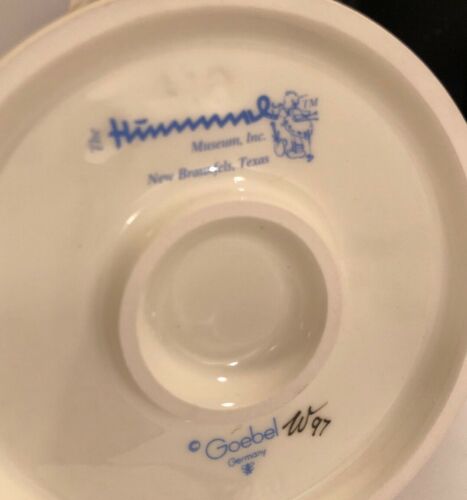 The Hummel TM
Museum, Inc.
New Braunfels, Texas
© Goebel W 97
Germany